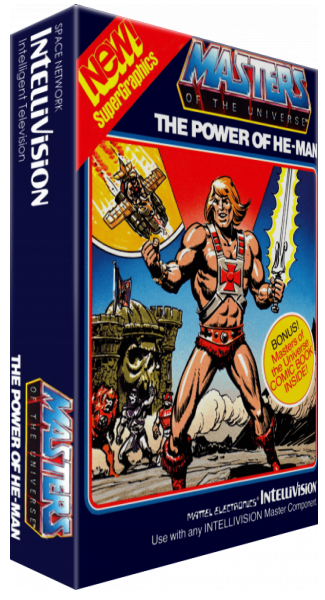 SPACE NETWORK
INTELLIVISION
Intelligent Television
MASTERS
OF THE UNIVERSE
THE POWER OF HE-MAN
NEW!
SuperGraphics
MASTERS
OF THE UNIVERSE
THE POWER OF HE-MAN
BONUS!
Masters of
the Universe
COMIC BOOK
INSIDE!
MATTEL ELECTRONICS® INTELLIVISION
Use with any INTELLIVISION Master Component.